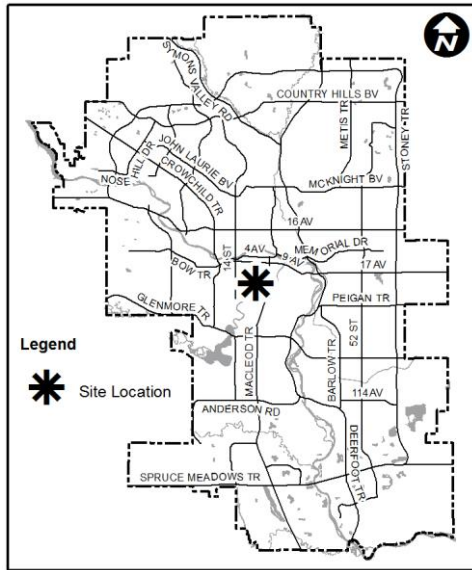 N
SYMONS VALLEY RD
COUNTRY HILLS BV
METIS TR
STONEY TR
JOHN LAURIE BV
NOSE HILL DR
CROWCHILD TR
MCKNIGHT BV
16 AV
14 ST
4 AV
9 AV
MEMORIAL DR
BOW TR
17 AV
GLENMORE TR
PEIGAN TR
Legend
Site Location
MACLEOD TR
BARLOW TR
52 ST
114 AV
ANDERSON RD
DEERFOOT TR
SPRUCE MEADOWS TR